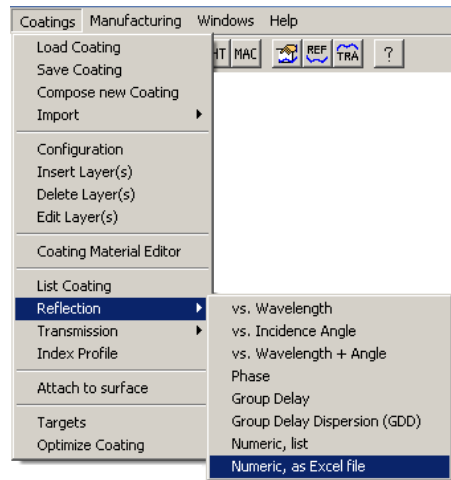 Coatings Manufacturing Windows Help
Load Coating
HT MAC REF TRA ?
Save Coating
Compose new Coating
Import
Configuration
Insert Layer(s)
Delete Layer(s)
Edit Layer(s)
Coating Material Editor
List Coating
Reflection
Transmission
Index Profile
Attach to surface
Targets
Optimize Coating
vs. Wavelength
vs. Incidence Angle
vs. Wavelength + Angle
Phase
Group Delay
Group Delay Dispersion (GDD)
Numeric, list
Numeric, as Excel file